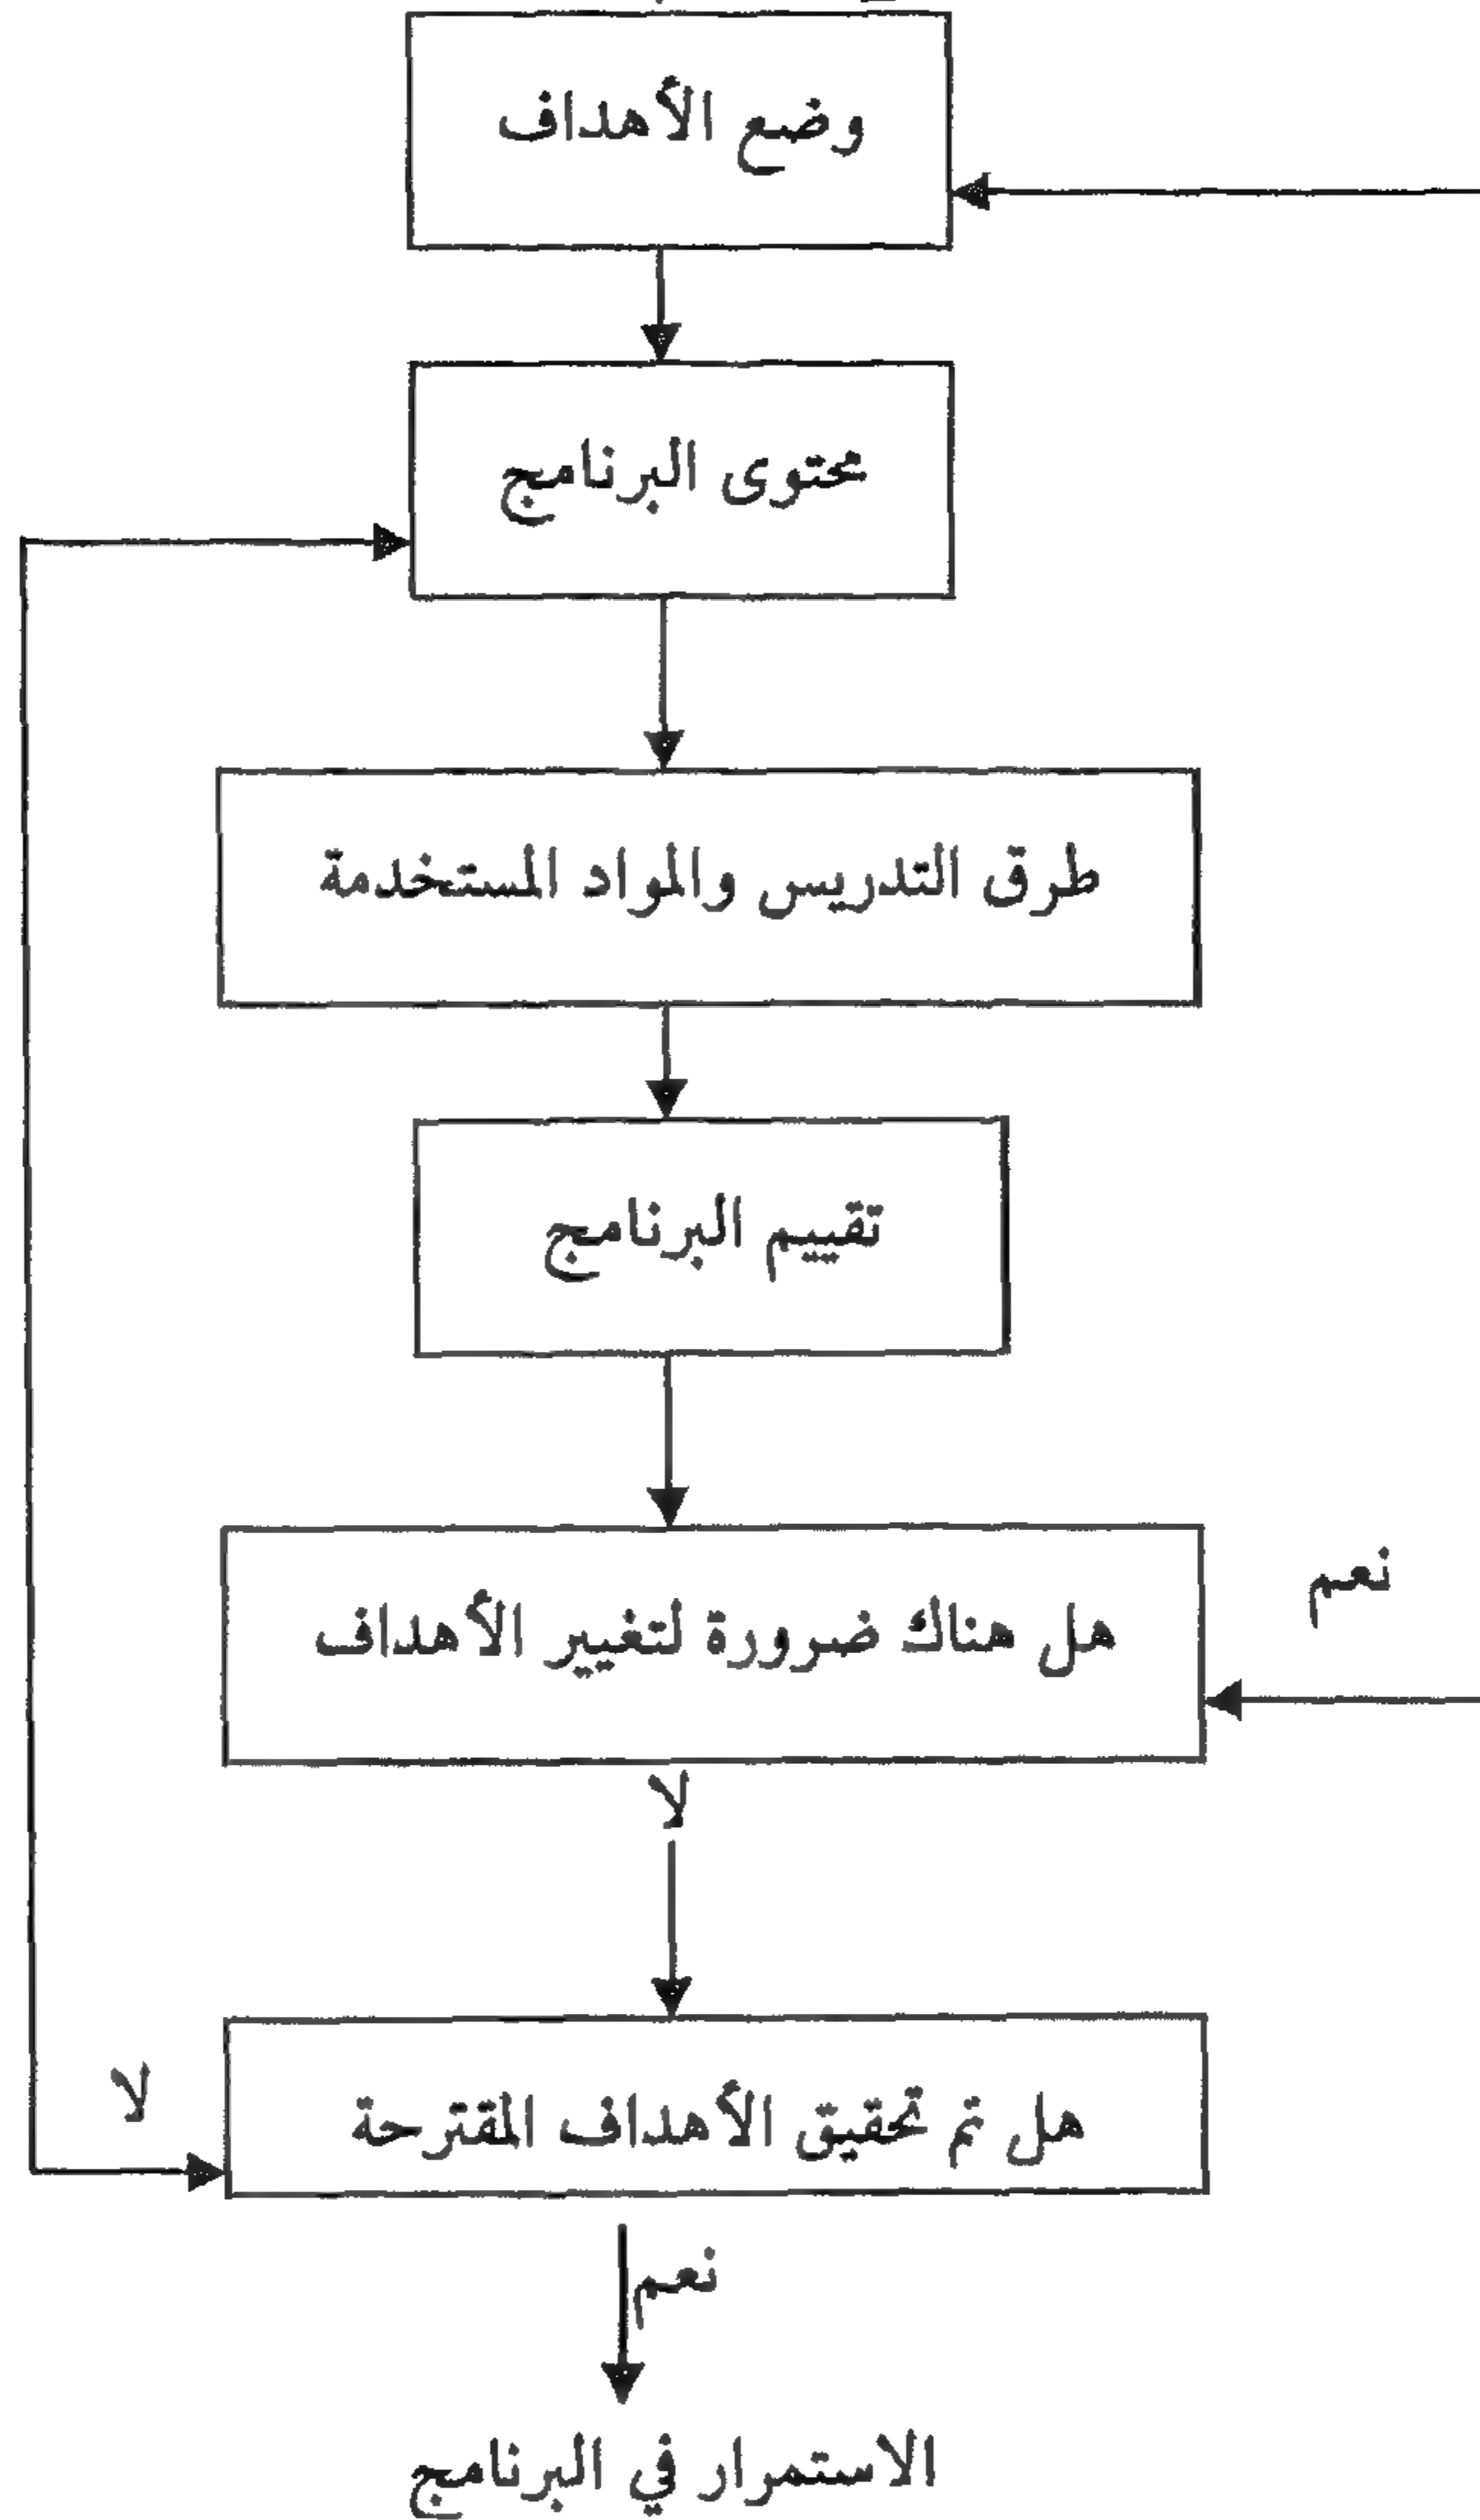 وضع الأهداف
محتوى البرنامج
طرق التدريس والمواد المستخدمة
تقييم البرنامج
نعم
هل هناك ضرورة لتغيير الأهداف
لا
لا
هل تم تحقيق الأهداف المقترحة
نعم
الاستمرار في البرنامج